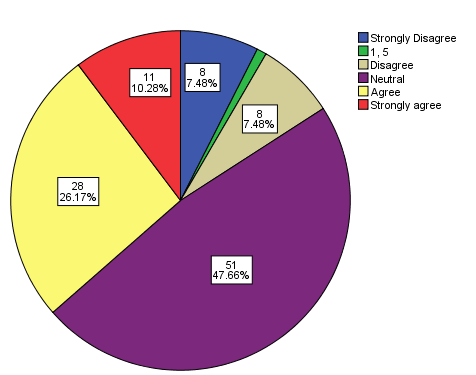 Strongly Disagree
1, 5
Disagree
Neutral
Agree
Strongly agree
11
10.28%
8
7.48%
8
7.48%
28
26.17%
51
47.66%